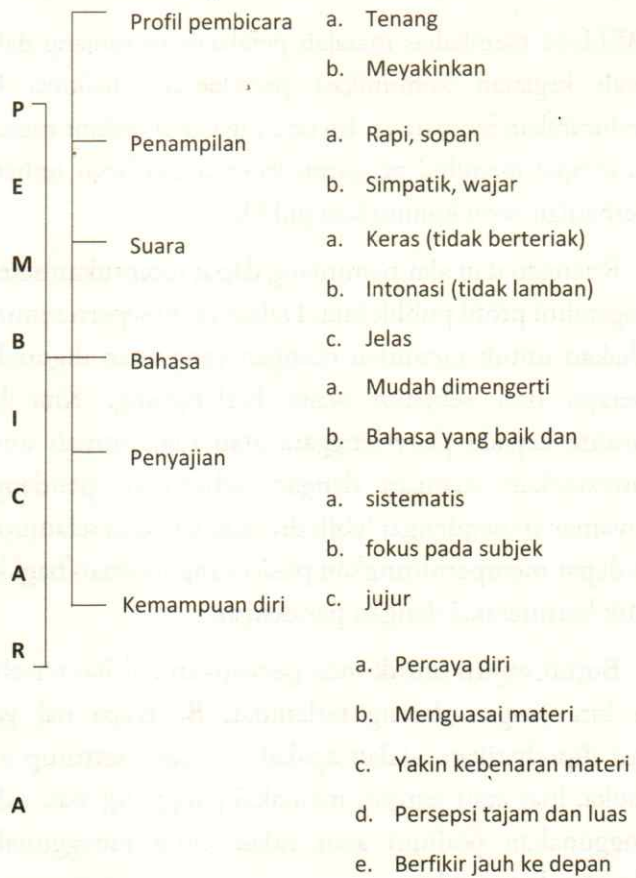 Profil pembicara a. Tenang
b. Meyakinkan
P
Penampilan a. Rapi, sopan
E
b. Simpatik, wajar
Suara a. Keras (tidak berteriak)
M
b. Intonasi (tidak lamban)
B
c. Jelas
Bahasa
a. Mudah dimengerti
I
b. Bahasa yang baik dan
Penyajian
C
a. sistematis
b. fokus pada subjek
A
Kemampuan diri c. jujur
R
a. Percaya diri
b. Menguasai materi
c. Yakin kebenaran materi
A
d. Persepsi tajam dan luas
e. Berfikir jauh ke depan